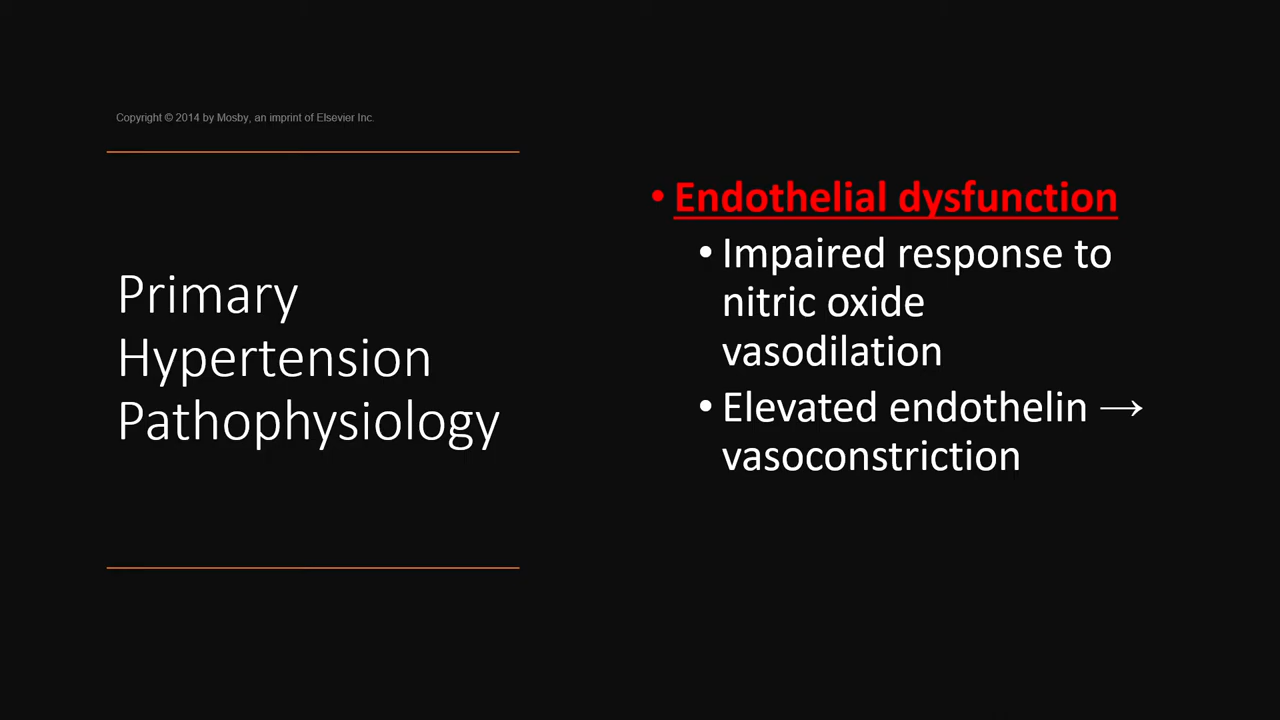 Copyright © 2014 by Mosby, an imprint of Elsevier Inc.
Primary
Hypertension
Pathophysiology
• Endothelial dysfunction
• Impaired response to
nitric oxide
vasodilation
• Elevated endothelin →
vasoconstriction